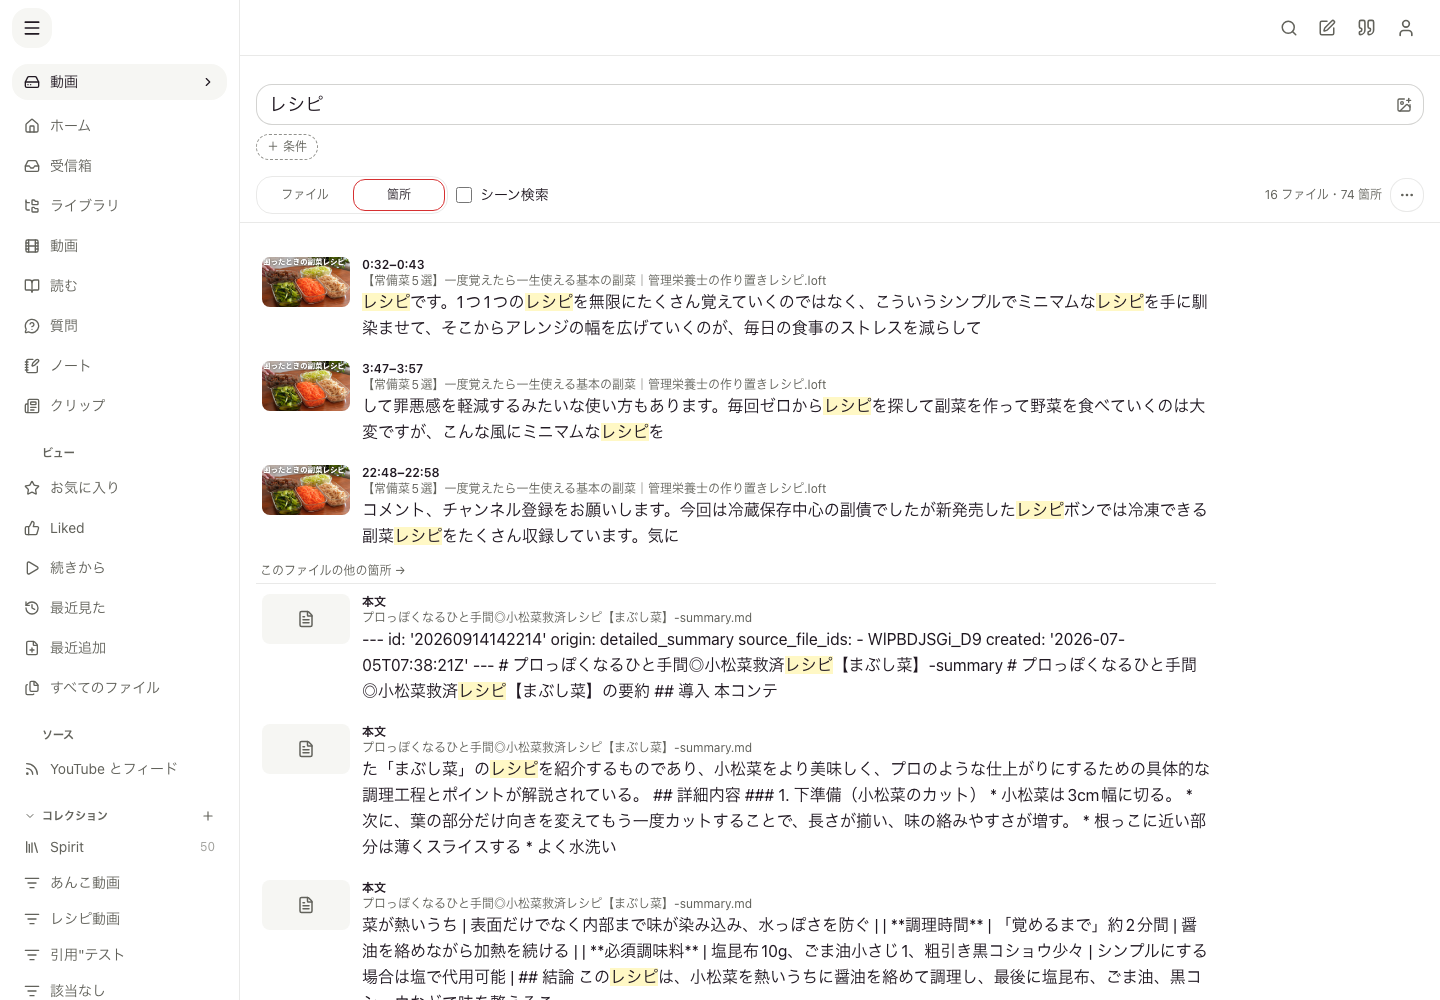 動画
ホーム
受信箱
ライブラリ
動画
読む
質問
ノート
クリップ
ビュー
お気に入り
Liked
続きから
最近見た
最近追加
すべてのファイル
ソース
YouTube とフィード
コレクション
Spirit 50
あんこ動画
レシピ動画
引用"テスト
該当なし
レシピ
+ 条件
ファイル 箇所 シーン検索 16 ファイル・74 箇所
困ったときの副菜レシピ
0:32–0:43
【常備菜５選】一度覚えたら一生使える基本の副菜｜管理栄養士の作り置きレシピ.loft
レシピです。1つ1つのレシピを無限にたくさん覚えていくのではなく、こういうシンプルでミニマムなレシピを手に馴
染ませて、そこからアレンジの幅を広げていくのが、毎日の食事のストレスを減らして
困ったときの副菜レシピ
3:47–3:57
【常備菜５選】一度覚えたら一生使える基本の副菜｜管理栄養士の作り置きレシピ.loft
して罪悪感を軽減するみたいな使い方もあります。毎回ゼロからレシピを探して副菜を作って野菜を食べていくのは大
変ですが、こんな風にミニマムなレシピを
困ったときの副菜レシピ
22:48–22:58
【常備菜５選】一度覚えたら一生使える基本の副菜｜管理栄養士の作り置きレシピ.loft
コメント、チャンネル登録をお願いします。今回は冷蔵保存中心の副債でしたが新発売したレシピボンでは冷凍できる
副菜レシピをたくさん収録しています。気に
このファイルの他の箇所 →
本文
プロっぽくなるひと手間◎小松菜救済レシピ【まぶし菜】-summary.md
--- id: '20260914142214' origin: detailed_summary source_file_ids: - WIPBDJSGi_D9 created: '2026-07-
05T07:38:21Z' --- # プロっぽくなるひと手間◎小松菜救済レシピ【まぶし菜】-summary # プロっぽくなるひと手間
◎小松菜救済レシピ【まぶし菜】の要約 ## 導入 本コンテ
本文
プロっぽくなるひと手間◎小松菜救済レシピ【まぶし菜】-summary.md
た「まぶし菜」のレシピを紹介するものであり、小松菜をより美味しく、プロのような仕上がりにするための具体的な
調理工程とポイントが解説されている。 ## 詳細内容 ### 1. 下準備（小松菜のカット） * 小松菜は3cm幅に切る。 *
次に、葉の部分だけ向きを変えてもう一度カットすることで、長さが揃い、味の絡みやすさが増す。 * 根っこに近い部
分は薄くスライスする * よく水洗い
本文
プロっぽくなるひと手間◎小松菜救済レシピ【まぶし菜】-summary.md
菜が熱いうち | 表面だけでなく内部まで味が染み込み、水っぽさを防ぐ | | **調理時間** | 「覚めるまで」約2分間 | 醤
油を絡めながら加熱を続ける | | **必須調味料** | 塩昆布10g、ごま油小さじ1、粗引き黒コショウ少々 | シンプルにする
場合は塩で代用可能 | ## 結論 このレシピは、小松菜を熱いうちに醤油を絡めて調理し、最後に塩昆布、ごま油、黒コ